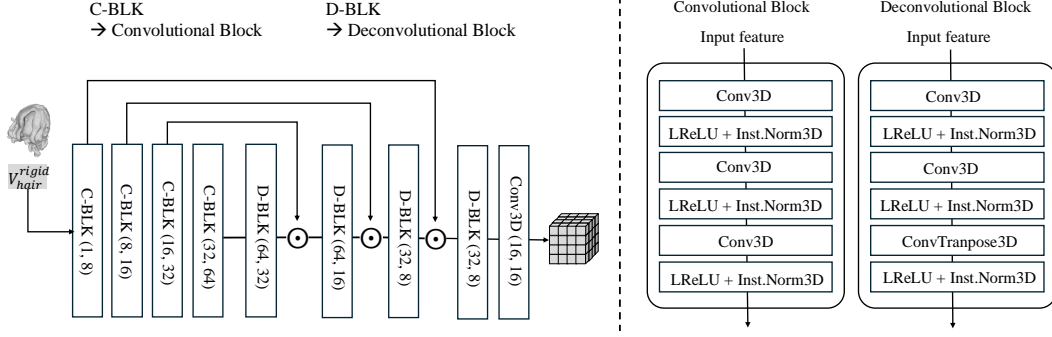 C-BLK
→ Convolutional Block
D-BLK
→ Deconvolutional Block
V_{hair}^{rigid}
C-BLK (1, 8)
C-BLK (8, 16)
C-BLK (16, 32)
C-BLK (32, 64)
D-BLK (64, 32)
D-BLK (64, 16)
D-BLK (32, 8)
D-BLK (32, 8)
Conv3D (16, 16)
Convolutional Block
Input feature
Conv3D
LReLU + Inst.Norm3D
Conv3D
LReLU + Inst.Norm3D
Conv3D
LReLU + Inst.Norm3D
Deconvolutional Block
Input feature
Conv3D
LReLU + Inst.Norm3D
Conv3D
LReLU + Inst.Norm3D
ConvTranpose3D
LReLU + Inst.Norm3D